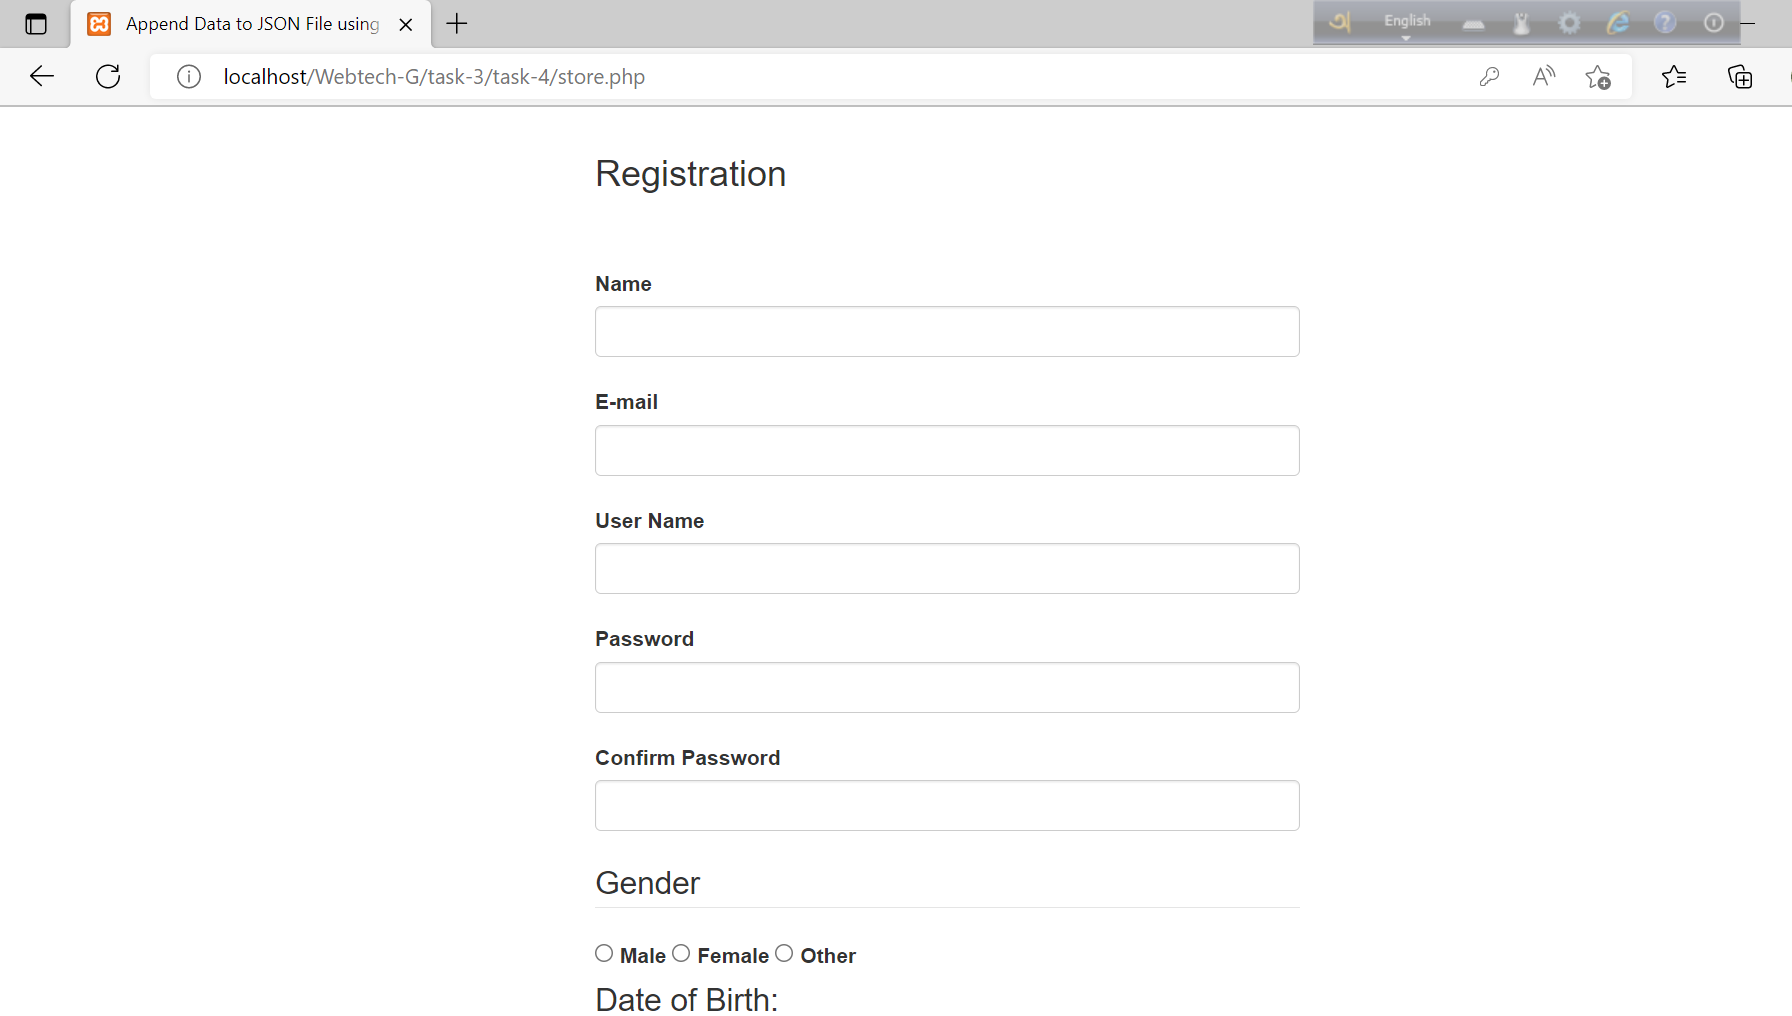 Append Data to JSON File using
অ English
localhost/Webtech-G/task-3/task-4/store.php
Registration
Name
E-mail
User Name
Password
Confirm Password
Gender
Male Female Other
Date of Birth: